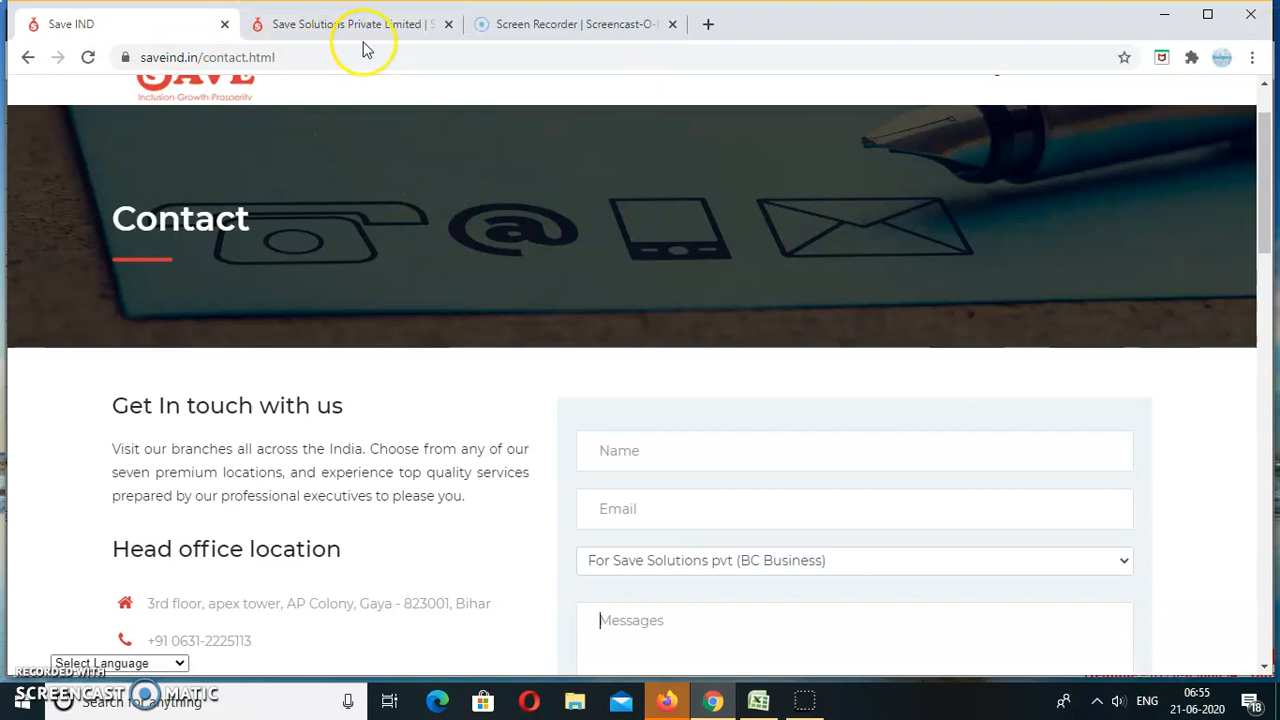 Save IND
Save Solutions Private Limited | S
Screen Recorder | Screencast-O-
saveind.in/contact.html
SAVE
Inclusion-Growth-Prosperity
Contact
Get In touch with us
Visit our branches all across the India. Choose from any of our
seven premium locations, and experience top quality services
prepared by our professional executives to please you.
Head office location
3rd floor, apex tower, AP Colony, Gaya - 823001, Bihar
+91 0631-2225113
Name
Email
For Save Solutions pvt (BC Business)
Messages
Select Language
RECORDED WITH
SCREENCAST MATIC
Search for anything
ENG
06:55
21-06-2020
18